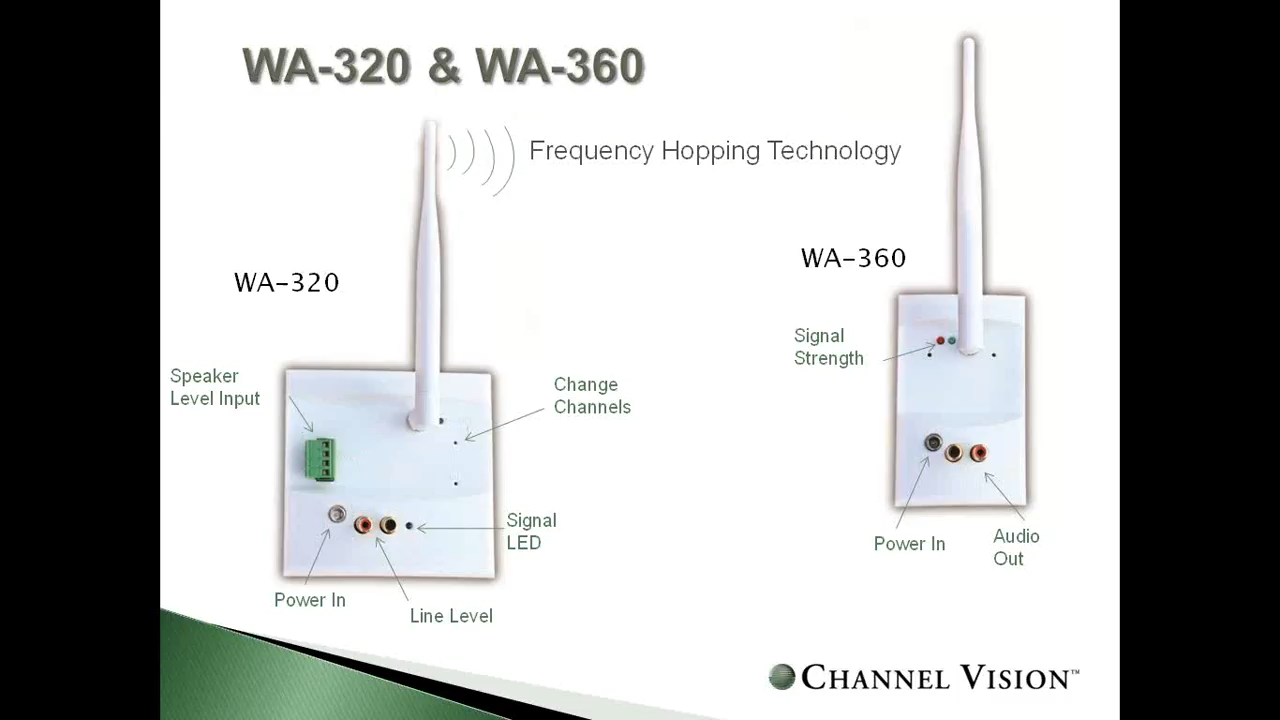 WA-320 & WA-360
Frequency Hopping Technology
WA-320
WA-360
Signal
Strength
Speaker
Level Input
Change
Channels
Signal
LED
Power In
Line Level
Power In
Audio
Out
CHANNEL VISION™